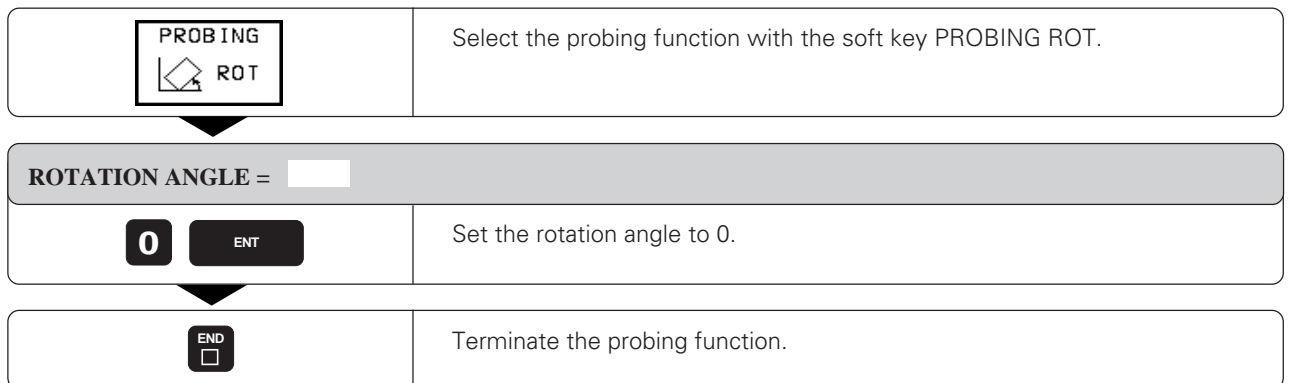 PROBING
ROT
Select the probing function with the soft key PROBING ROT.
ROTATION ANGLE =
0 ENT
Set the rotation angle to 0.
END
Terminate the probing function.